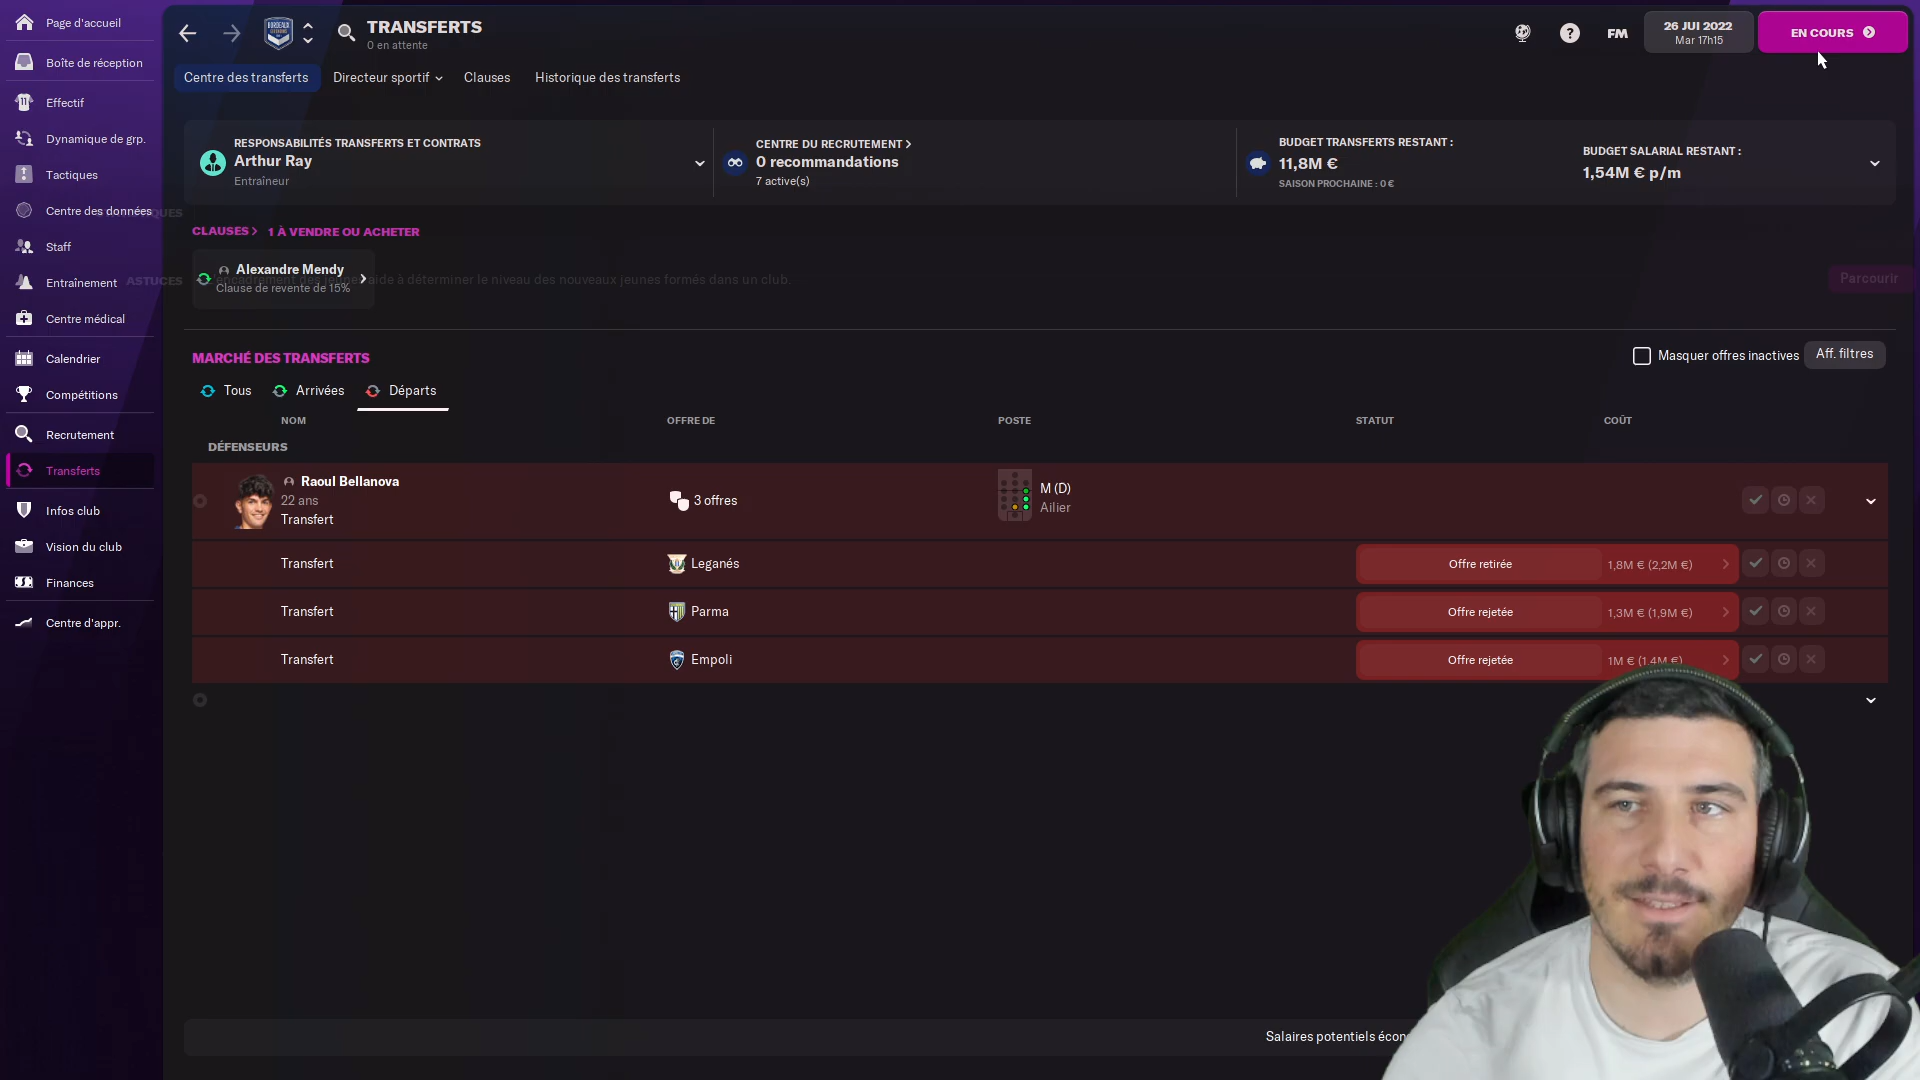 Page d'accueil
Boîte de réception
Effectif
Dynamique de grp.
Tactiques
Centre des données
Staff
Entraînement
Centre médical
Calendrier
Compétitions
Recrutement
Transferts
Infos club
Vision du club
Finances
Centre d'appr.
TRANSFERTS
0 en attente
FM
26 JUI 2022
Mar 17h15
EN COURS
Centre des transferts
Directeur sportif
Clauses
Historique des transferts
RESPONSABILITÉS TRANSFERTS ET CONTRATS
Arthur Ray
Entraîneur
CENTRE DU RECRUTEMENT
0 recommandations
7 active(s)
BUDGET TRANSFERTS RESTANT :
11,8M €
SAISON PROCHAINE : 0 €
BUDGET SALARIAL RESTANT :
1,54M € p/m
CLAUSES 1 À VENDRE OU ACHETER
Alexandre Mendy
Clause de revente de 15%
ASTUCES
aide à déterminer le niveau des nouveaux jeunes formés dans un club.
Parcourir
MARCHÉ DES TRANSFERTS
Masquer offres inactives
Aff. filtres
Tous
Arrivées
Départs
NOM OFFRE DE POSTE STATUT COÛT
DÉFENSEURS
Raoul Bellanova
22 ans
Transfert
3 offres
M (D)
Ailier
Transfert Leganés Offre retirée 1,8M € (2,2M €)
Transfert Parma Offre rejetée 1,3M € (1,9M €)
Transfert Empoli Offre rejetée 1M € (1,4M €)
Salaires potentiels écon